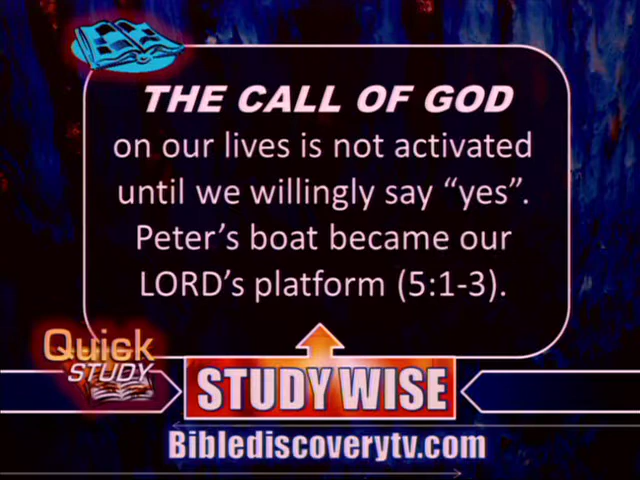 THE CALL OF GOD
on our lives is not activated
until we willingly say “yes”.
Peter’s boat became our
LORD’s platform (5:1-3).
Quick
STUDY
STUDY WISE
Biblediscoverytv.com